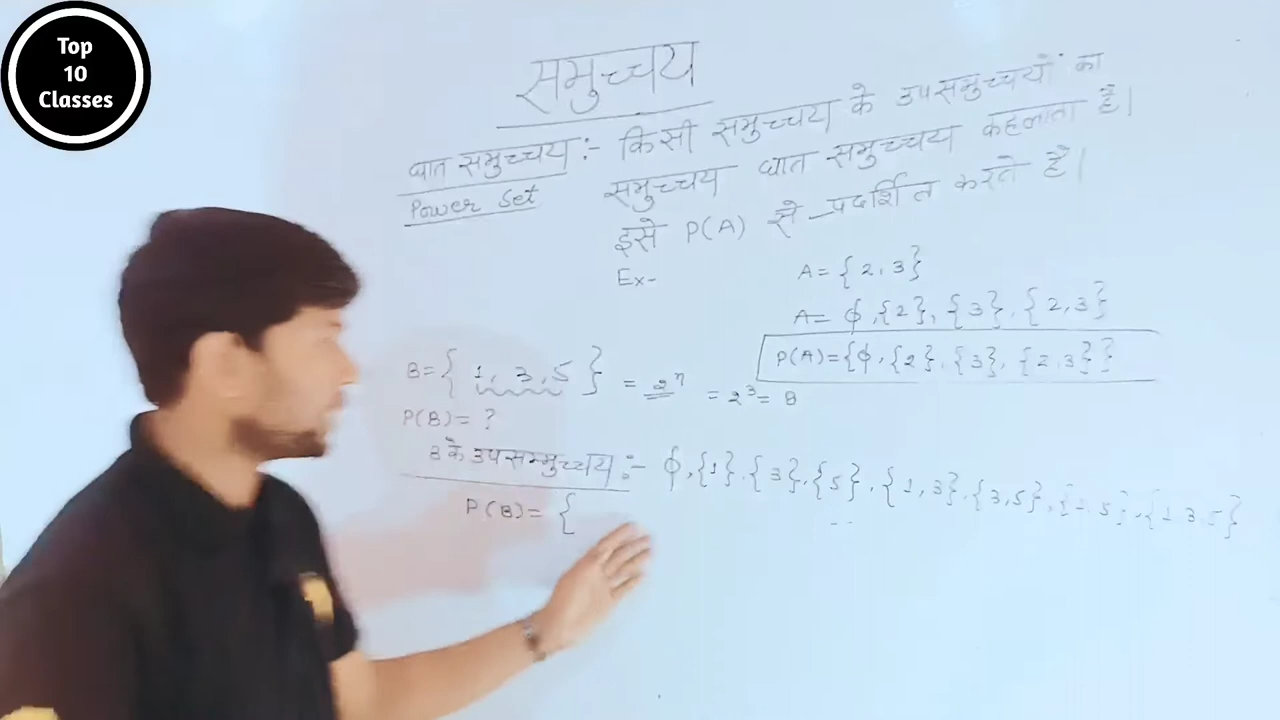 Top
10
Classes
समुच्चय
घात समुच्चय :- किसी समुच्चय के उपसमुच्चयों का
Power Set समुच्चय घात समुच्चय कहलाता है।
इसे P(A) से प्रदर्शित करते है।
Ex-
A = {2, 3}
A = ϕ, {2}, {3}, {2, 3}
P(A) = {ϕ, {2}, {3}, {2, 3}}
B = {1, 3, 5} = 2ⁿ = 2³ = 8
P(B) = ?
B के उपसम्मुच्चय :- ϕ, {1}, {3}, {5}, {1, 3}, {3, 5}, {1, 5}, {1 3 5}
P(B) = {